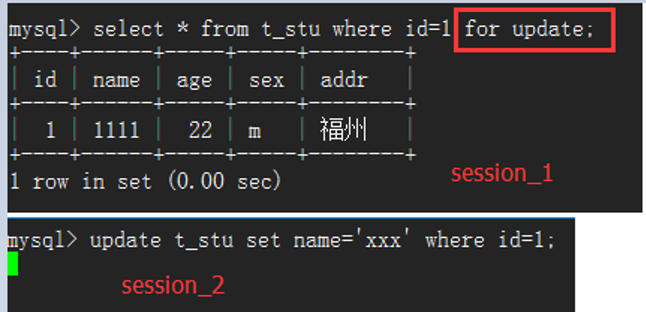 mysql> select * from t_stu where id=1 for update;
+----+------+-----+-----+--------+
| id | name | age | sex | addr   |
+----+------+-----+-----+--------+
|  1 | 1111 |  22 | m   | 福州   |
+----+------+-----+-----+--------+
1 row in set (0.00 sec)
session_1
mysql> update t_stu set name='xxx' where id=1;
session_2